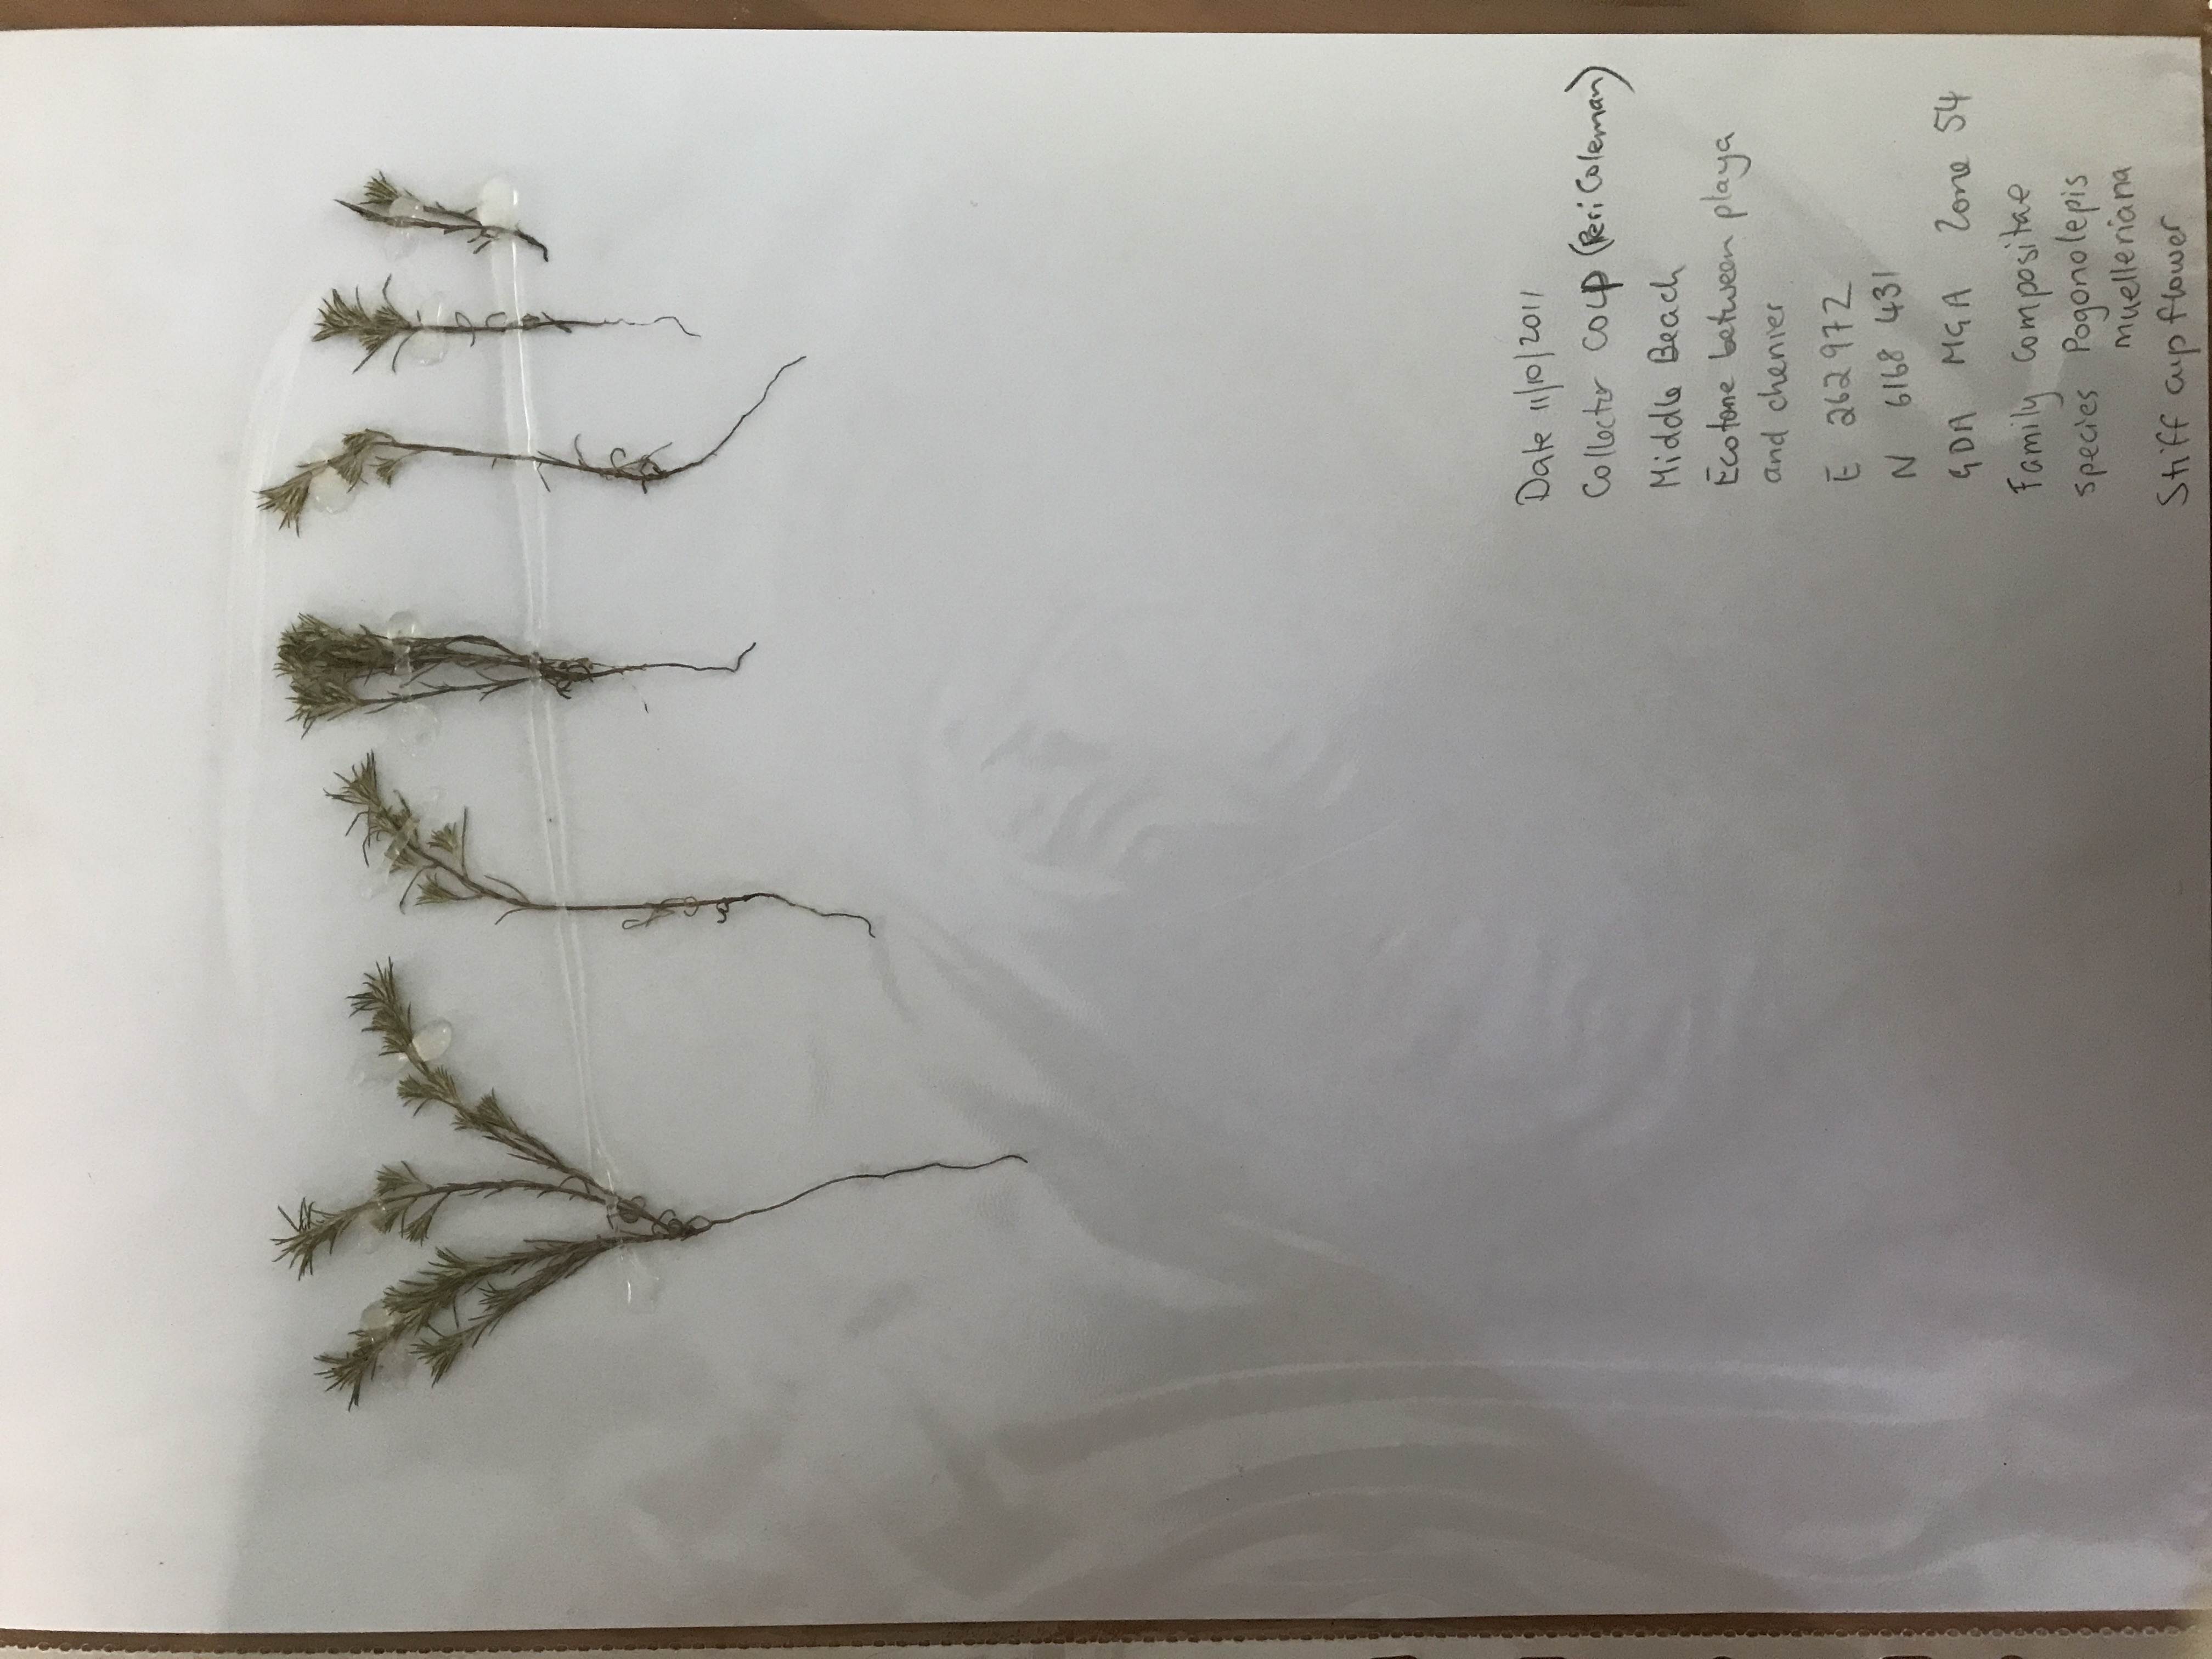 Date 11/10/2011
Collector COLP (Peri Coleman)
Middle Beach
Ecotone between playa
and chenier
E 262972
N 6168 431
GDA MGA Zone 54
Family Compositae
species Pogonolepis
muelleriana
Stiff cup flower